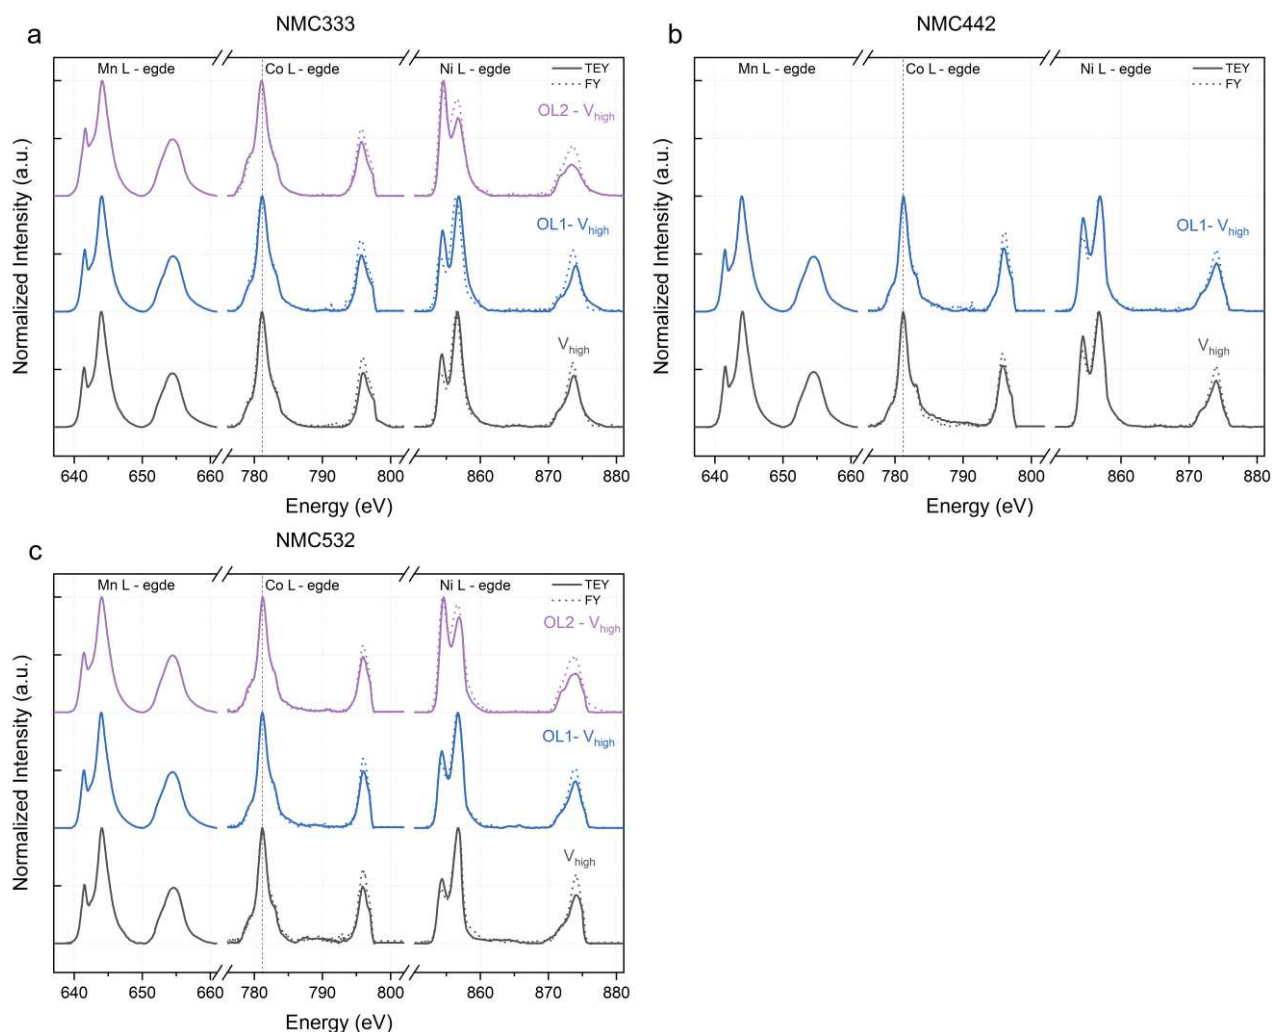 NMC333
a
Mn L - egde
Co L - egde
Ni L - egde
TEY
FY
OL2 - Vhigh
OL1- Vhigh
Vhigh
Normalized Intensity (a.u.)
640 650 660 780 790 800 860 870 880
Energy (eV)
NMC442
b
Mn L - egde
Co L - egde
Ni L - egde
TEY
FY
OL1- Vhigh
Vhigh
Normalized Intensity (a.u.)
640 650 660 780 790 800 860 870 880
Energy (eV)
NMC532
c
Mn L - egde
Co L - egde
Ni L - egde
TEY
FY
OL2 - Vhigh
OL1- Vhigh
Vhigh
Normalized Intensity (a.u.)
640 650 660 780 790 800 860 870 880
Energy (eV)